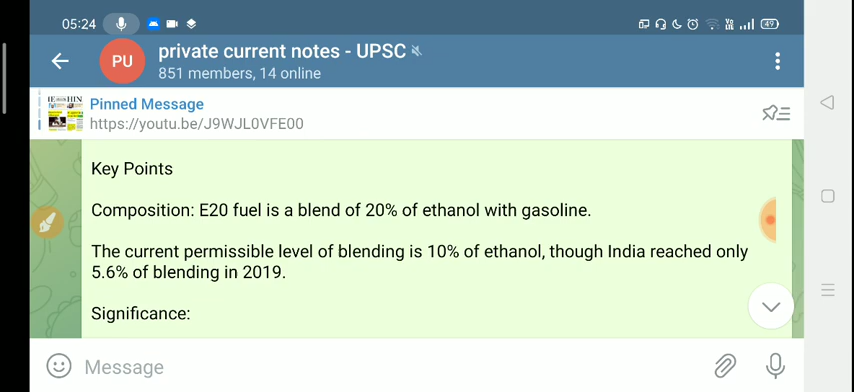 05:24
49
PU
private current notes - UPSC
851 members, 14 online
Pinned Message
https://youtu.be/J9WJL0VFE00
Key Points
Composition: E20 fuel is a blend of 20% of ethanol with gasoline.
The current permissible level of blending is 10% of ethanol, though India reached only
5.6% of blending in 2019.
Significance:
Message